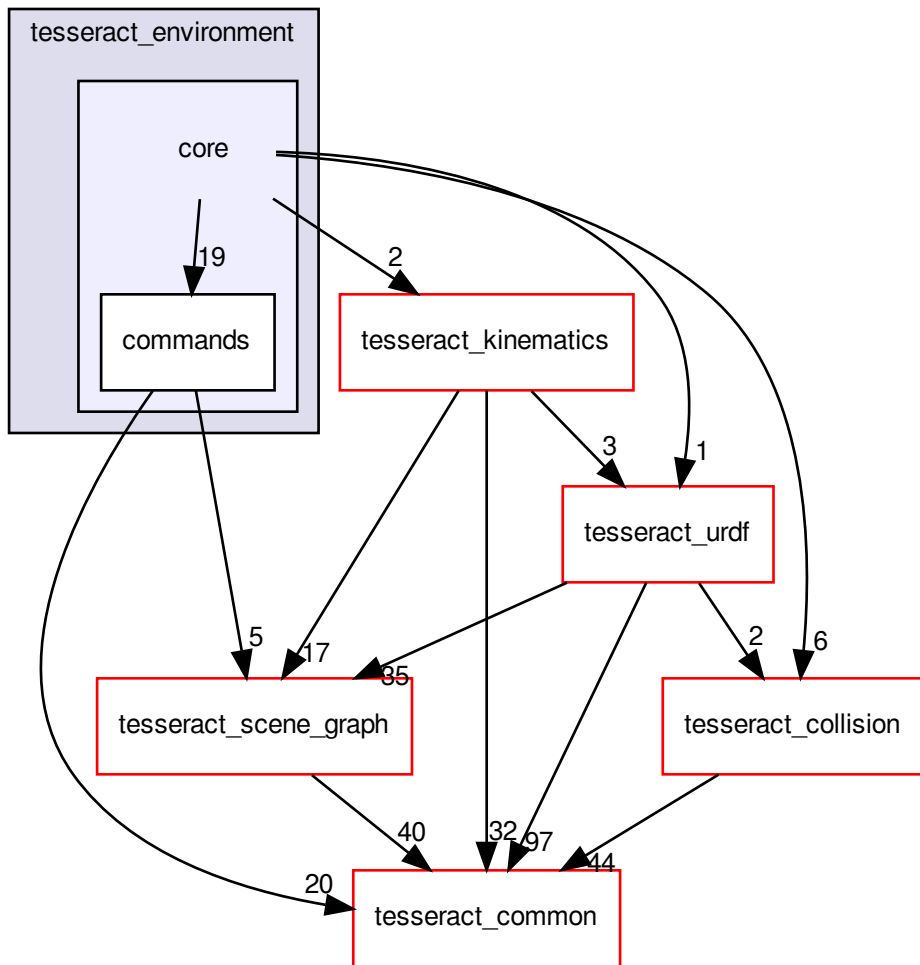 tesseract_environment
core
19
2
commands
tesseract_kinematics
3
1
tesseract_urdf
5
17
35
2
6
tesseract_scene_graph
tesseract_collision
40
32
97
44
20
tesseract_common